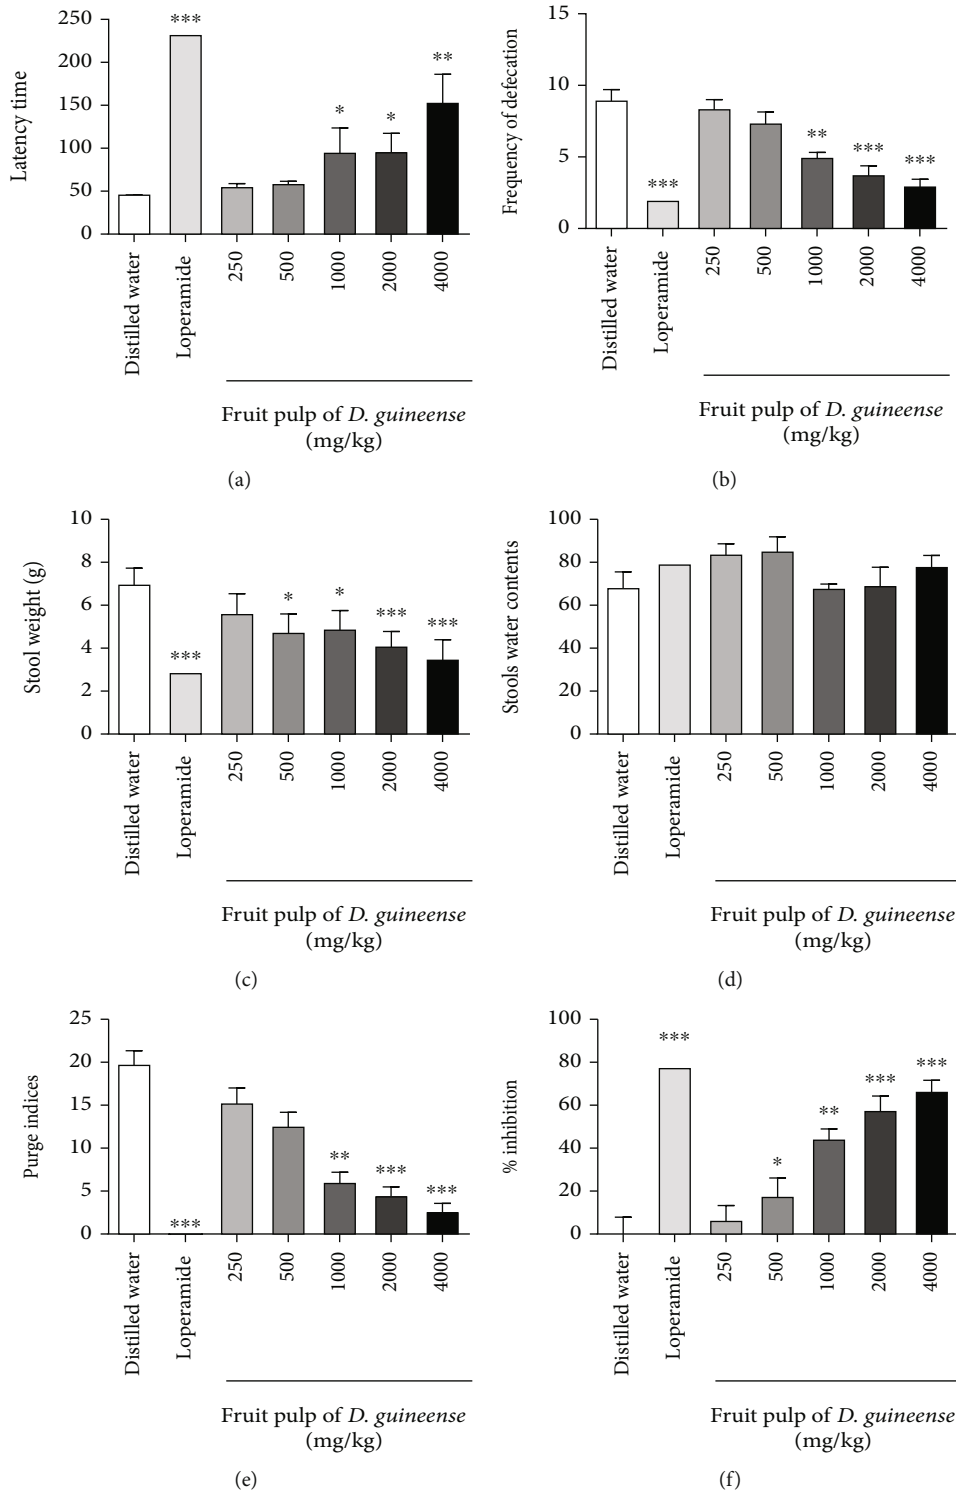 250
200
150
100
50
0
Latency time
***
*
*
**
Distilled water
Loperamide
250
500
1000
2000
4000
Fruit pulp of D. guineense
(mg/kg)
(a)
15
10
5
0
Frequency of defecation
***
**
***
***
Distilled water
Loperamide
250
500
1000
2000
4000
Fruit pulp of D. guineense
(mg/kg)
(b)
10
8
6
4
2
0
Stool weight (g)
***
*
*
***
***
Distilled water
Loperamide
250
500
1000
2000
4000
Fruit pulp of D. guineense
(mg/kg)
(c)
100
80
60
40
20
0
Stools water contents
Distilled water
Loperamide
250
500
1000
2000
4000
Fruit pulp of D. guineense
(mg/kg)
(d)
25
20
15
10
5
0
Purge indices
***
**
***
***
Distilled water
Loperamide
250
500
1000
2000
4000
Fruit pulp of D. guineense
(mg/kg)
(e)
100
80
60
40
20
0
% inhibition
***
*
**
***
***
Distilled water
Loperamide
250
500
1000
2000
4000
Fruit pulp of D. guineense
(mg/kg)
(f)